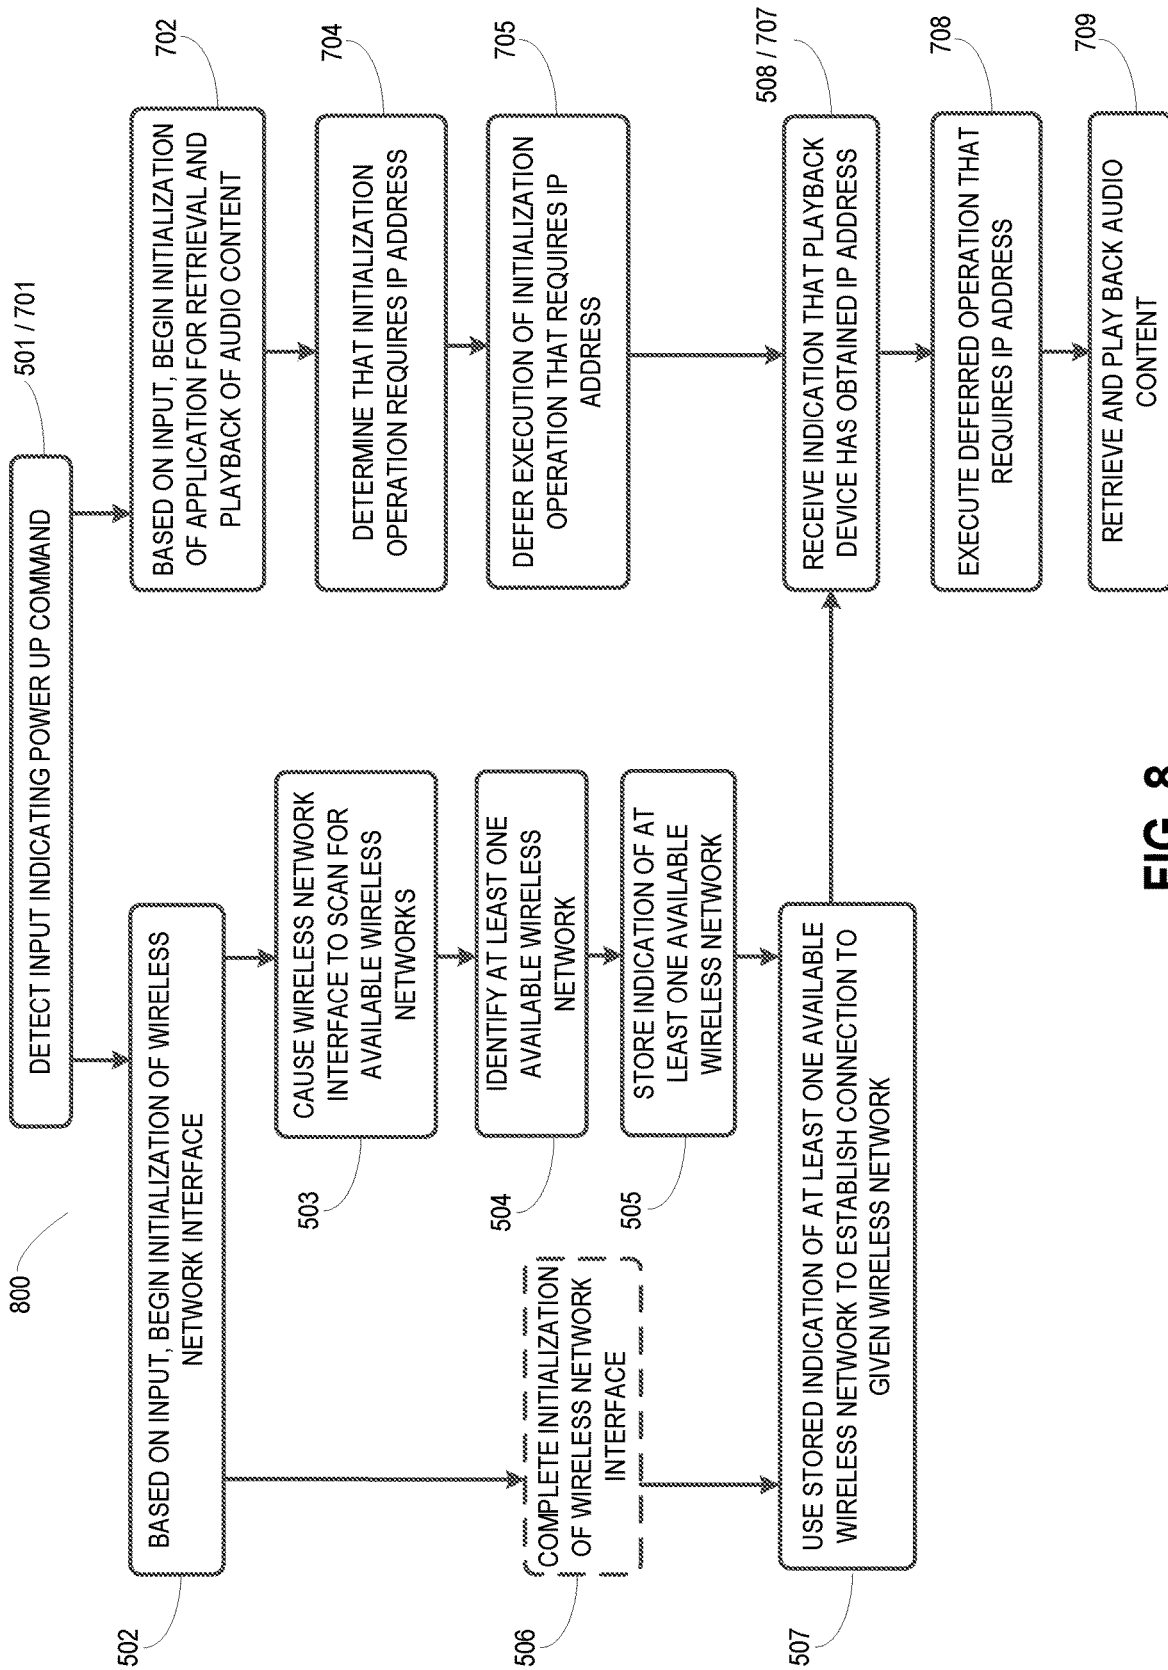 800
501 / 701
DETECT INPUT INDICATING POWER UP COMMAND
502
BASED ON INPUT, BEGIN INITIALIZATION OF WIRELESS
NETWORK INTERFACE
702
BASED ON INPUT, BEGIN INITIALIZATION
OF APPLICATION FOR RETRIEVAL AND
PLAYBACK OF AUDIO CONTENT
503
CAUSE WIRELESS NETWORK
INTERFACE TO SCAN FOR
AVAILABLE WIRELESS
NETWORKS
704
DETERMINE THAT INITIALIZATION
OPERATION REQUIRES IP ADDRESS
504
IDENTIFY AT LEAST ONE
AVAILABLE WIRELESS
NETWORK
705
DEFER EXECUTION OF INITIALIZATION
OPERATION THAT REQUIRES IP
ADDRESS
506
COMPLETE INITIALIZATION
OF WIRELESS NETWORK
INTERFACE
505
STORE INDICATION OF AT
LEAST ONE AVAILABLE
WIRELESS NETWORK
507
USE STORED INDICATION OF AT LEAST ONE AVAILABLE
WIRELESS NETWORK TO ESTABLISH CONNECTION TO
GIVEN WIRELESS NETWORK
508 / 707
RECEIVE INDICATION THAT PLAYBACK
DEVICE HAS OBTAINED IP ADDRESS
708
EXECUTE DEFERRED OPERATION THAT
REQUIRES IP ADDRESS
709
RETRIEVE AND PLAY BACK AUDIO
CONTENT
FIG. 8